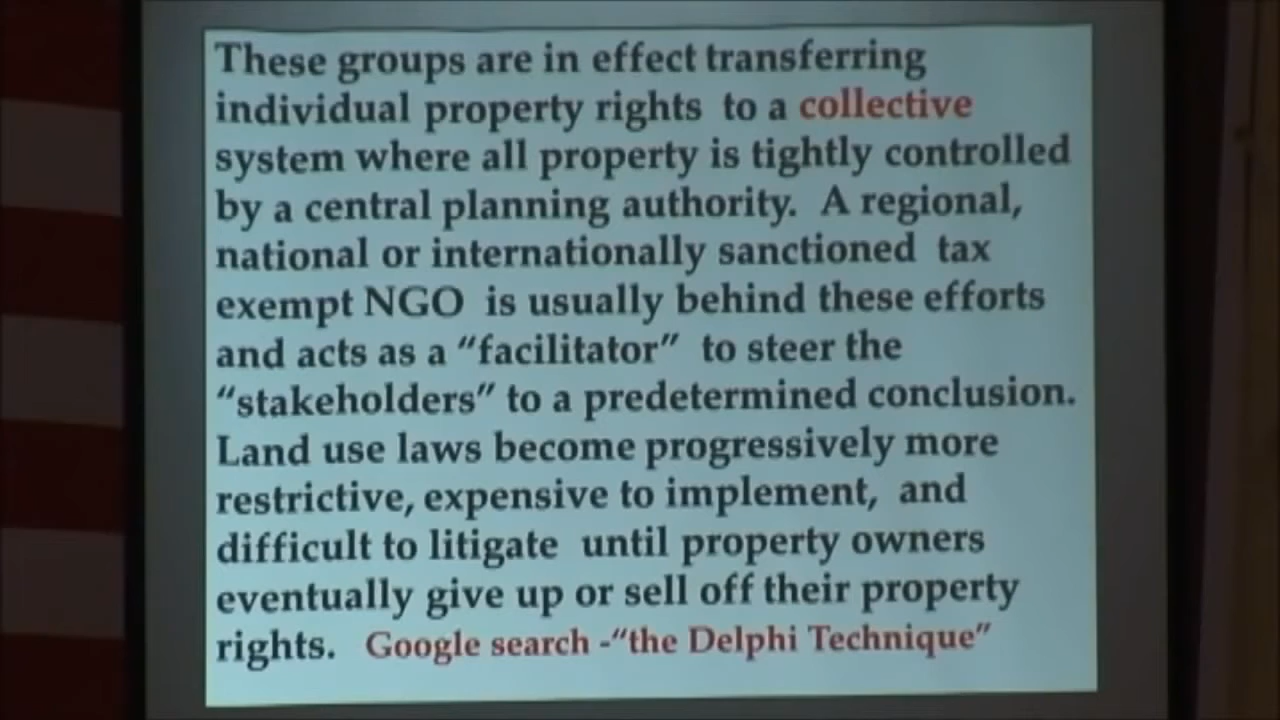 These groups are in effect transferring
individual property rights to a collective
system where all property is tightly controlled
by a central planning authority. A regional,
national or internationally sanctioned tax
exempt NGO is usually behind these efforts
and acts as a “facilitator” to steer the
“stakeholders” to a predetermined conclusion.
Land use laws become progressively more
restrictive, expensive to implement, and
difficult to litigate until property owners
eventually give up or sell off their property
rights. Google search -“the Delphi Technique”